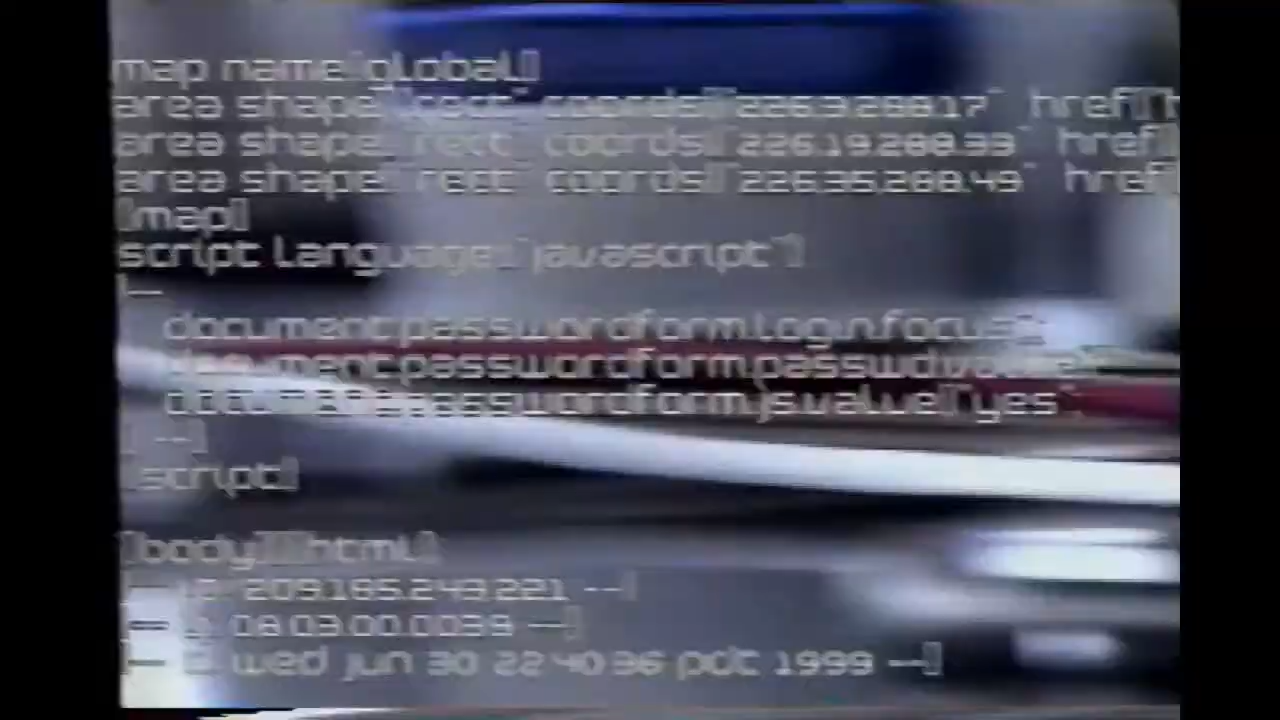 map name[global]
area shape[`rect` coords[[`226.3.288.17` href[[`h
area shape[`rect` coords[[`226.19.288.33` href[[
area shape[`rect` coords[[`226.35.288.49` href[[
[map]
script language[`javascript`]
!--
document.passwordform.login.focus
document.passwordform.passwd.value
document.passwordform.js.value[[`yes`;
--]
[script]
[body][[html]
209.185.243.221 --]
08.03.00.0039 --]
wed jun 30 22 40 36 pdt 1999 --]